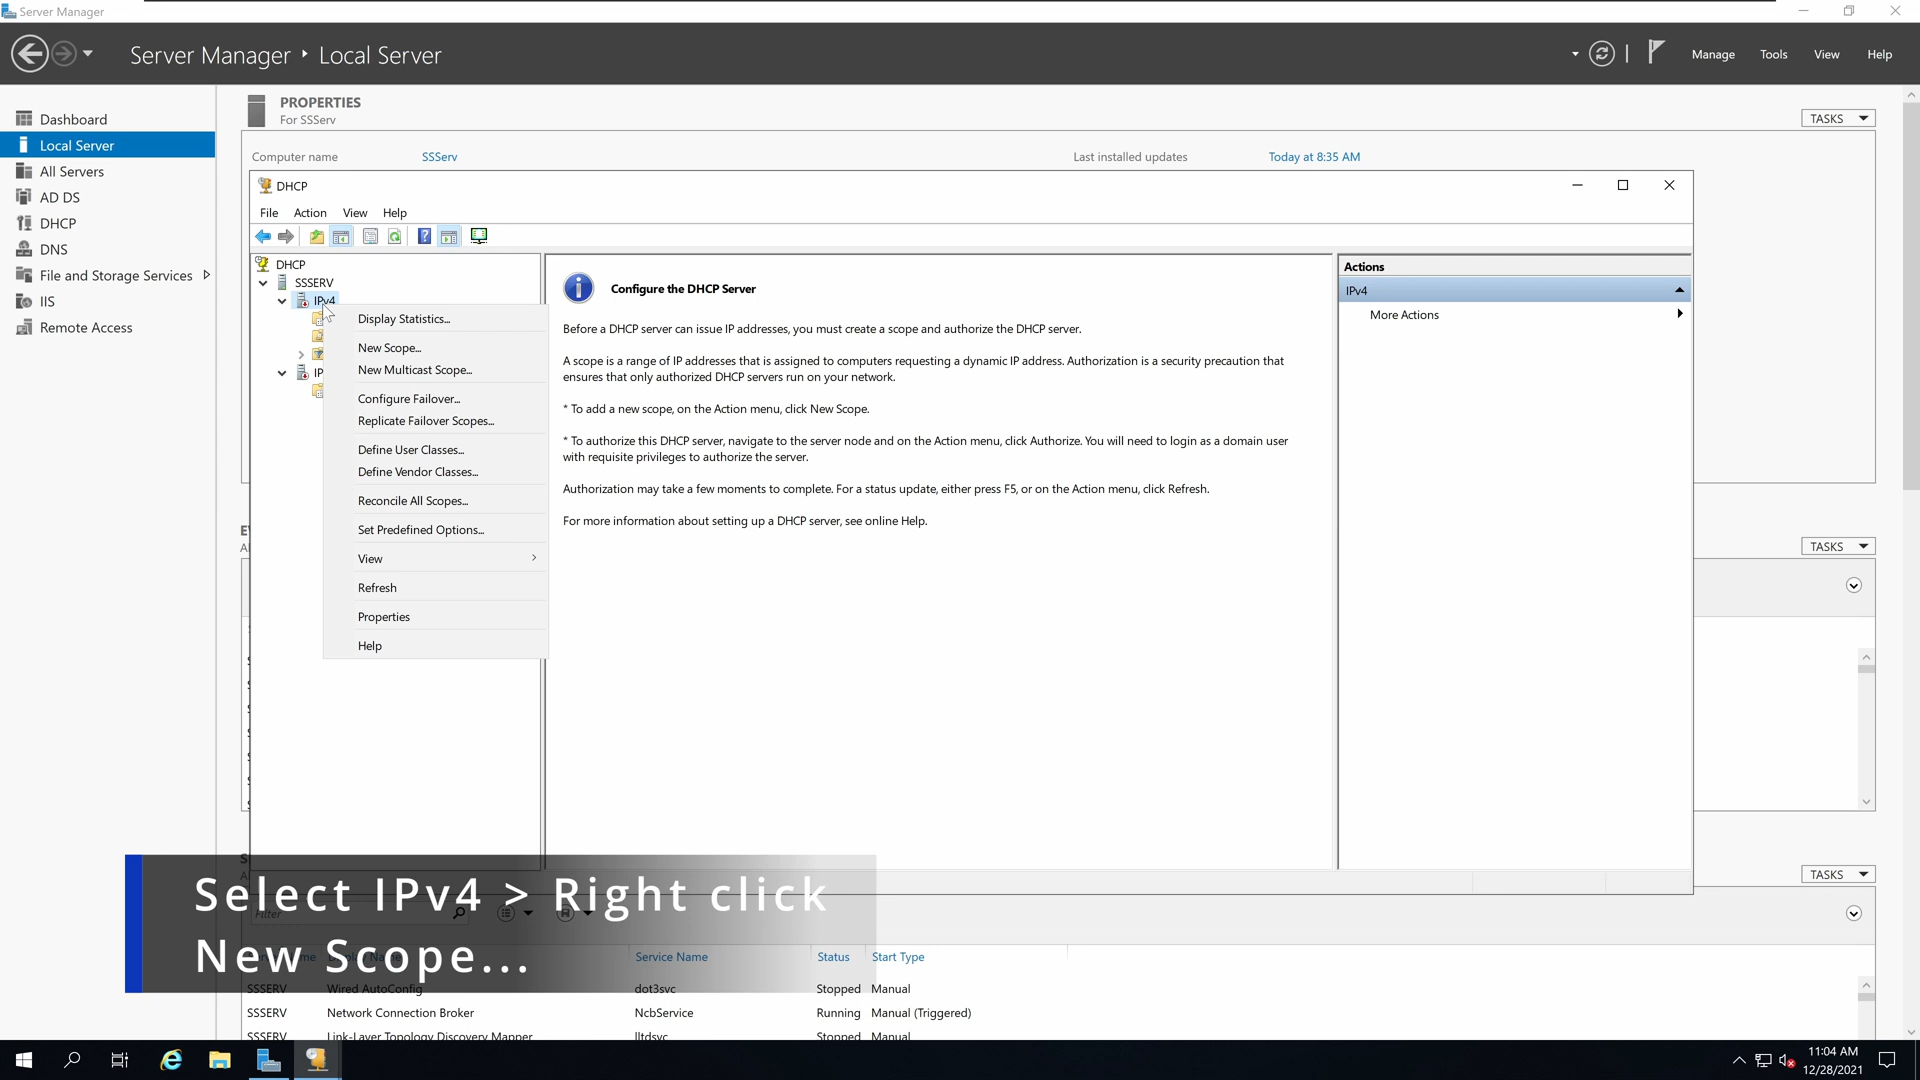 Server Manager
Server Manager ‣ Local Server
Manage Tools View Help
Dashboard
Local Server
All Servers
AD DS
DHCP
DNS
File and Storage Services
IIS
Remote Access
PROPERTIES
For SSServ
TASKS
Computer name
SSServ
Last installed updates
Today at 8:35 AM
DHCP
File Action View Help
DHCP
SSSERV
IPv4
IP
Display Statistics...
New Scope...
New Multicast Scope...
Configure Failover...
Replicate Failover Scopes...
Define User Classes...
Define Vendor Classes...
Reconcile All Scopes...
Set Predefined Options...
View
Refresh
Properties
Help
Configure the DHCP Server
Before a DHCP server can issue IP addresses, you must create a scope and authorize the DHCP server.
A scope is a range of IP addresses that is assigned to computers requesting a dynamic IP address. Authorization is a security precaution that
ensures that only authorized DHCP servers run on your network.
* To add a new scope, on the Action menu, click New Scope.
* To authorize this DHCP server, navigate to the server node and on the Action menu, click Authorize. You will need to login as a domain user
with requisite privileges to authorize the server.
Authorization may take a few moments to complete. For a status update, either press F5, or on the Action menu, click Refresh.
For more information about setting up a DHCP server, see online Help.
Actions
IPv4
More Actions
TASKS
TASKS
Select IPv4 > Right click
New Scope...
Filter
Service Name Status Start Type
SSSERV Wired AutoConfig dot3svc Stopped Manual
SSSERV Network Connection Broker NcbService Running Manual (Triggered)
SSSERV Link-Layer Topology Discovery Mapper lltdsvc Stopped Manual
11:04 AM
12/28/2021